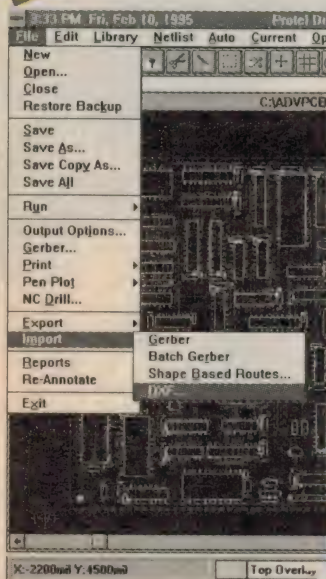 3:33 PM Fri, Feb 10, 1995 Protel
File Edit Library Netlist Auto Current
New
Open...
Close
Restore Backup
C:\ADVPCB
Save
Save As...
Save Copy As...
Save All
Run
Output Options...
Gerber...
Print
Pen Plot
NC Drill...
Export
Import
Gerber
Batch Gerber
Shape Based Routes...
DXF...
Reports
Re-Annotate
Exit
X:-2200mil Y:4500mil Top Overlay